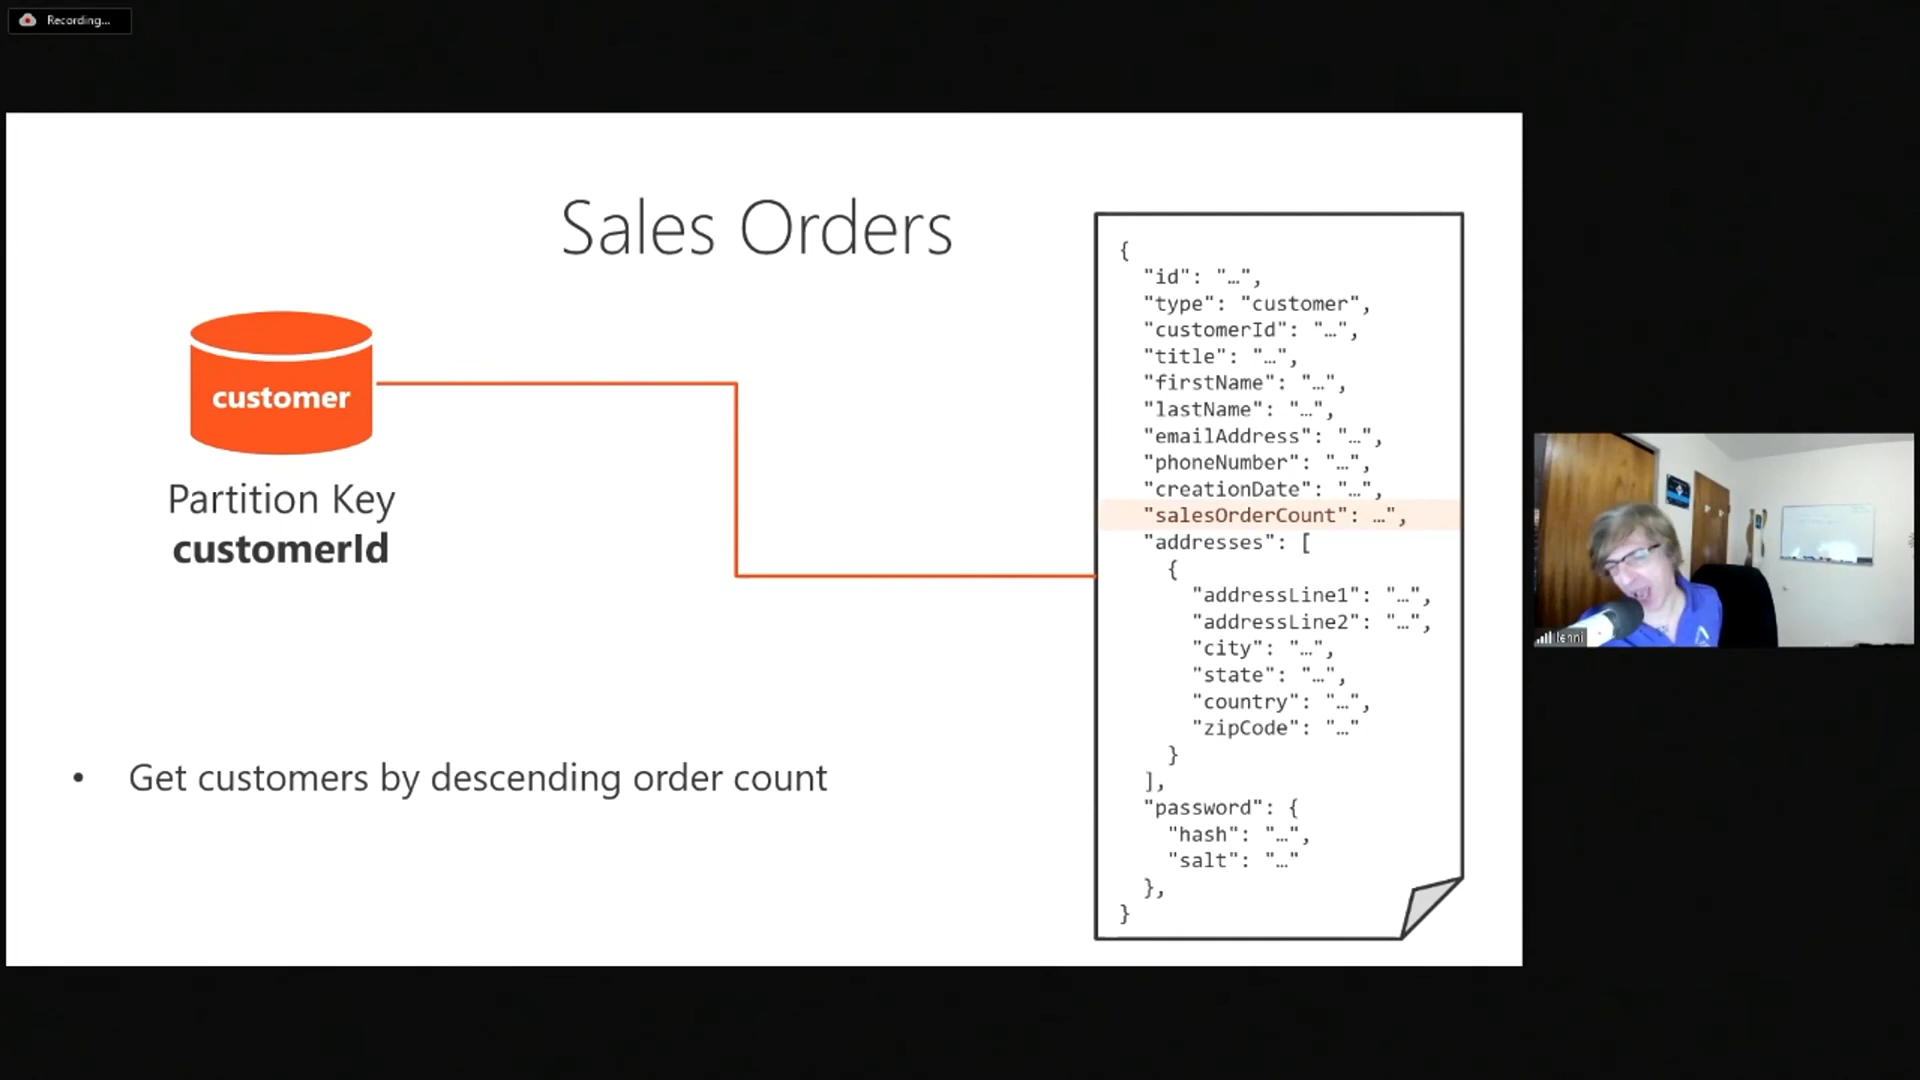 Recording...
Sales Orders
customer
Partition Key
customerId
• Get customers by descending order count
{
"id": "…",
"type": "customer",
"customerId": "…",
"title": "…",
"firstName": "…",
"lastName": "…",
"emailAddress": "…",
"phoneNumber": "…",
"creationDate": "…",
"salesOrderCount": …",
"addresses": [
{
"addressLine1": "…",
"addressLine2": "…",
"city": "…",
"state": "…",
"country": "…",
"zipCode": "…"
}
],
"password": {
"hash": "…",
"salt": "…"
},
}
lenni